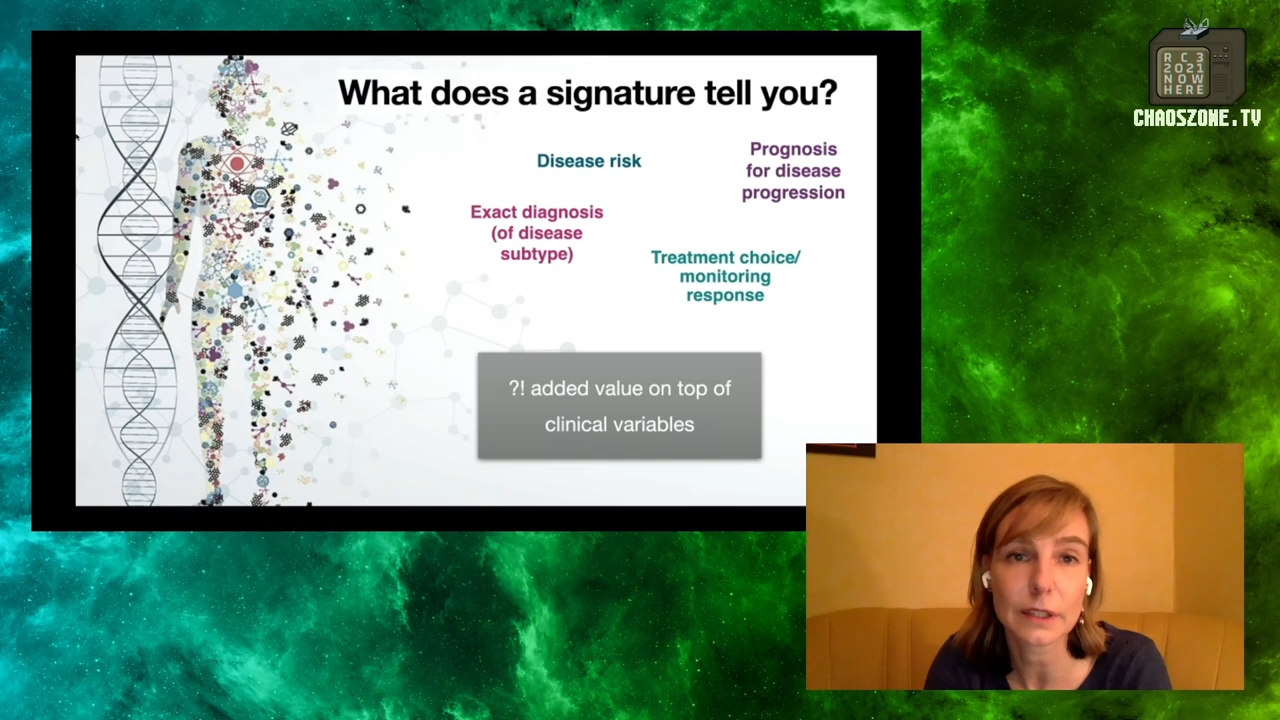 What does a signature tell you?
Disease risk
Prognosis
for disease
progression
Exact diagnosis
(of disease
subtype)
Treatment choice/
monitoring
response
?! added value on top of
clinical variables
RC3
2021
NOW
HERE
CHAOSZONE.TV